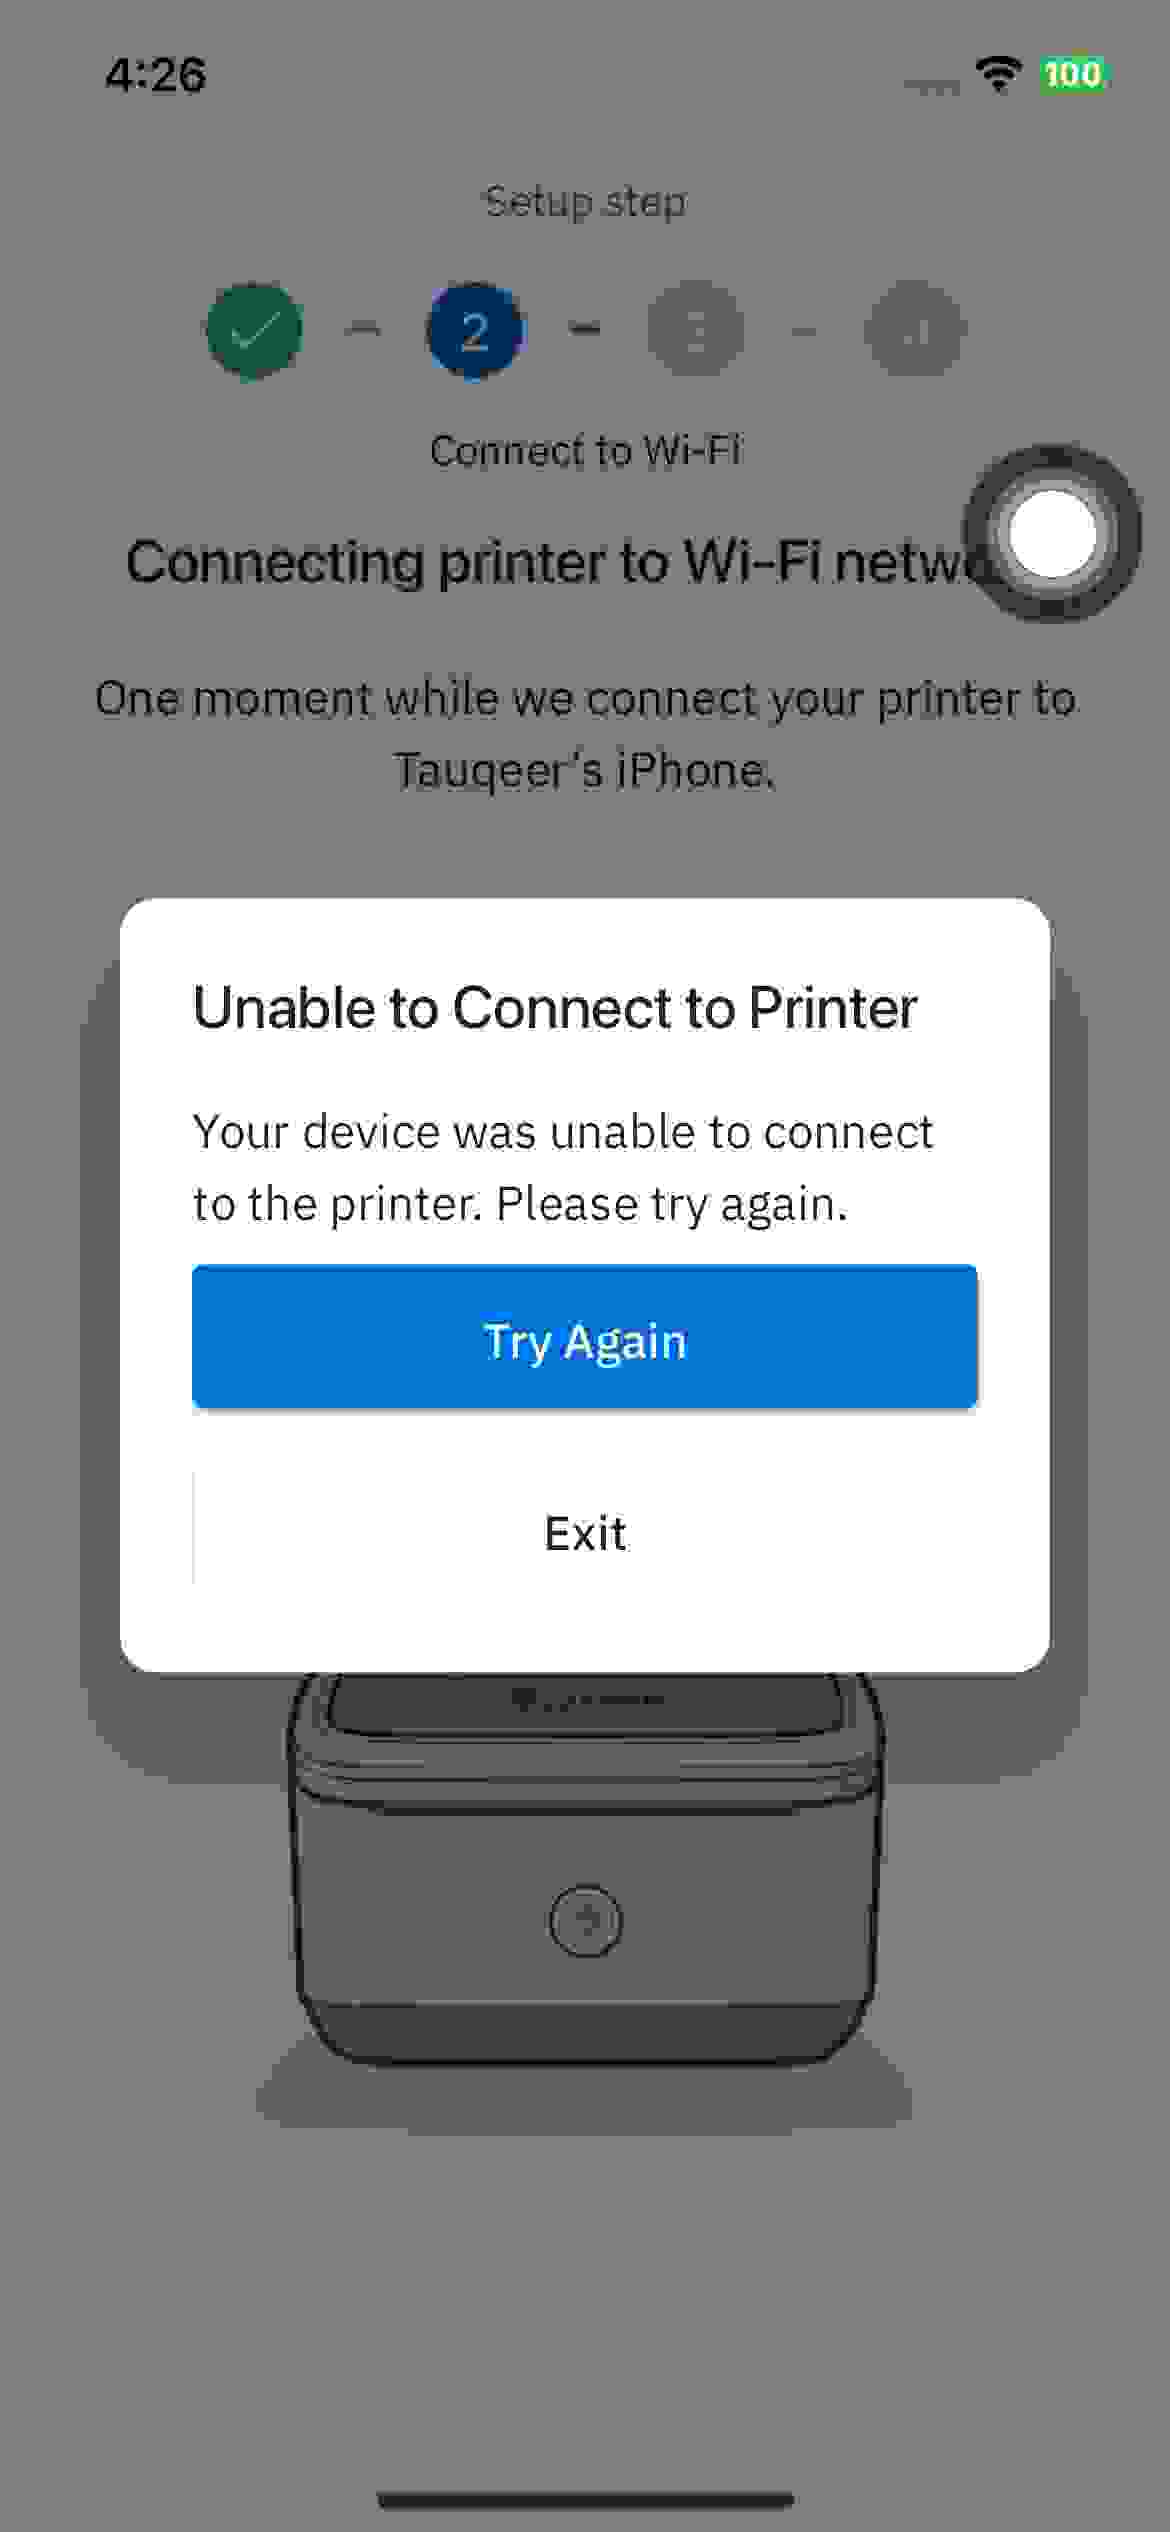 4:26
100
Setup step
2
Connect to Wi-Fi
Connecting printer to Wi-Fi
One moment while we connect your printer to
Tauqeer's iPhone.
Unable to Connect to Printer
Your device was unable to connect
to the printer. Please try again.
Try Again
Exit